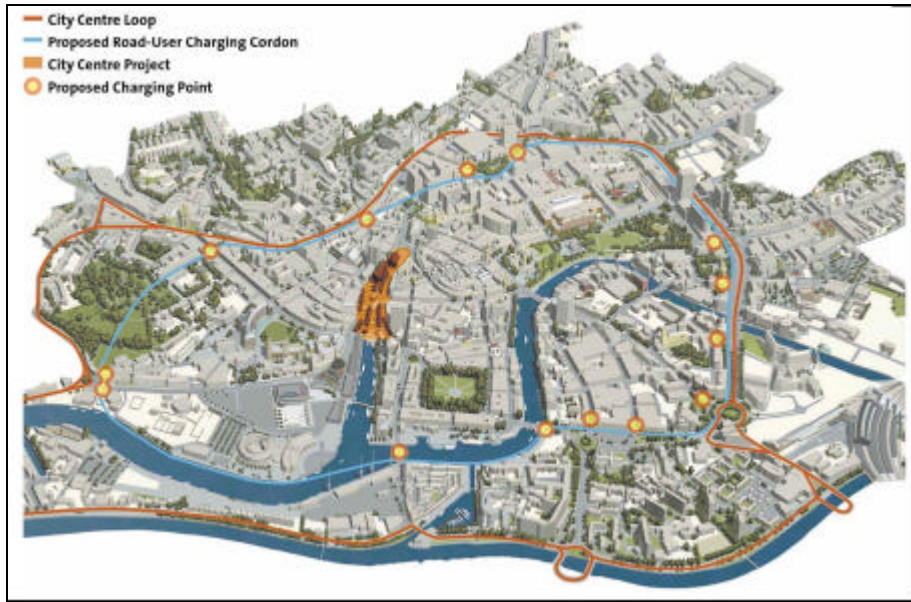 City Centre Loop
Proposed Road-User Charging Cordon
City Centre Project
Proposed Charging Point